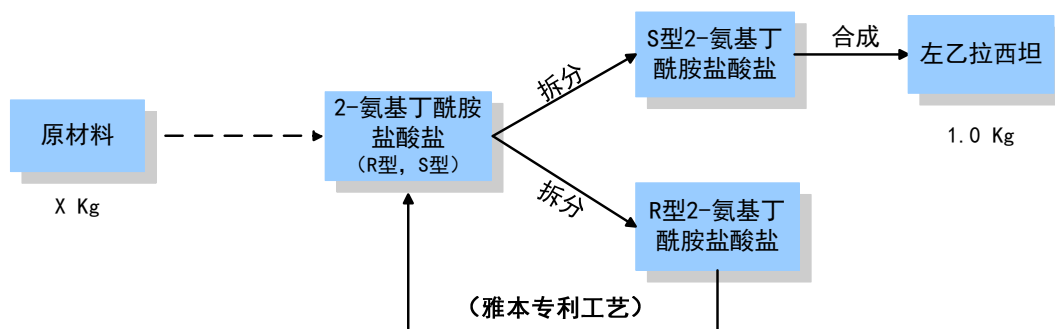 原材料
X Kg
2-氨基丁酰胺
盐酸盐
（R型，S型）
拆分
拆分
S型2-氨基丁
酰胺盐酸盐
合成
左乙拉西坦
1.0 Kg
R型2-氨基丁
酰胺盐酸盐
（雅本专利工艺）